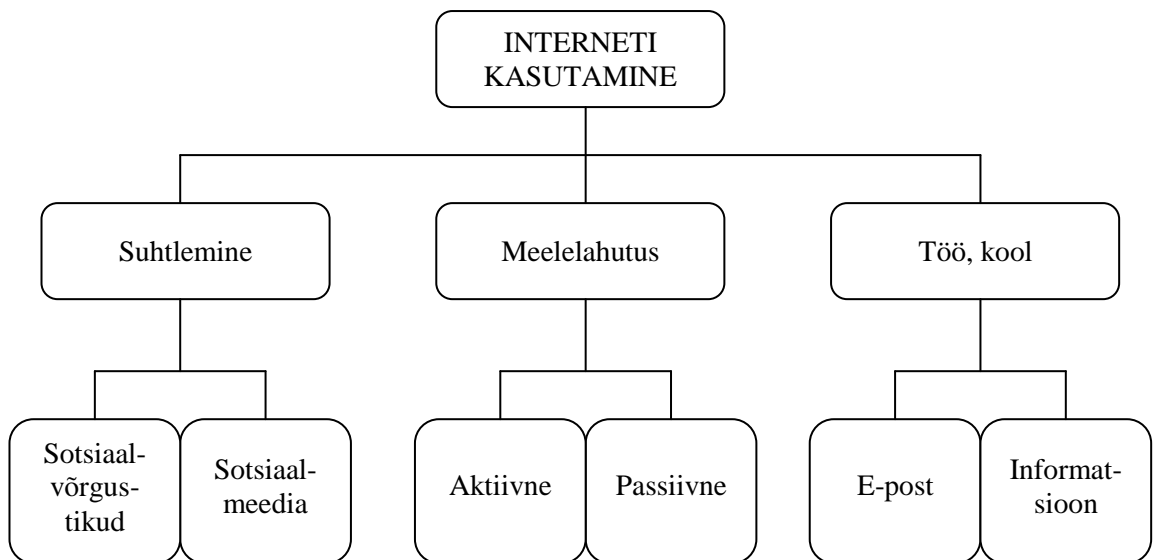 INTERNETI
KASUTAMINE
Suhtlemine
Meelelahutus
Töö, kool
Sotsiaal-
võrgus-
tikud
Sotsiaal-
meedia
Aktiivne
Passiivne
E-post
Informat-
sioon